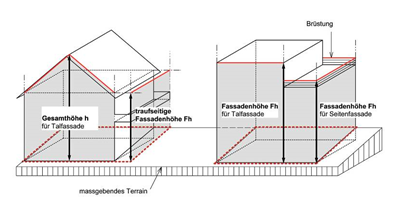 Brüstung
Gesamthöhe h
für Talfassade
traufseitige
Fassadenhöhe Fh
Fassadenhöhe Fh
für Talfassade
Fassadenhöhe Fh
für Seitenfassade
massgebendes Terrain